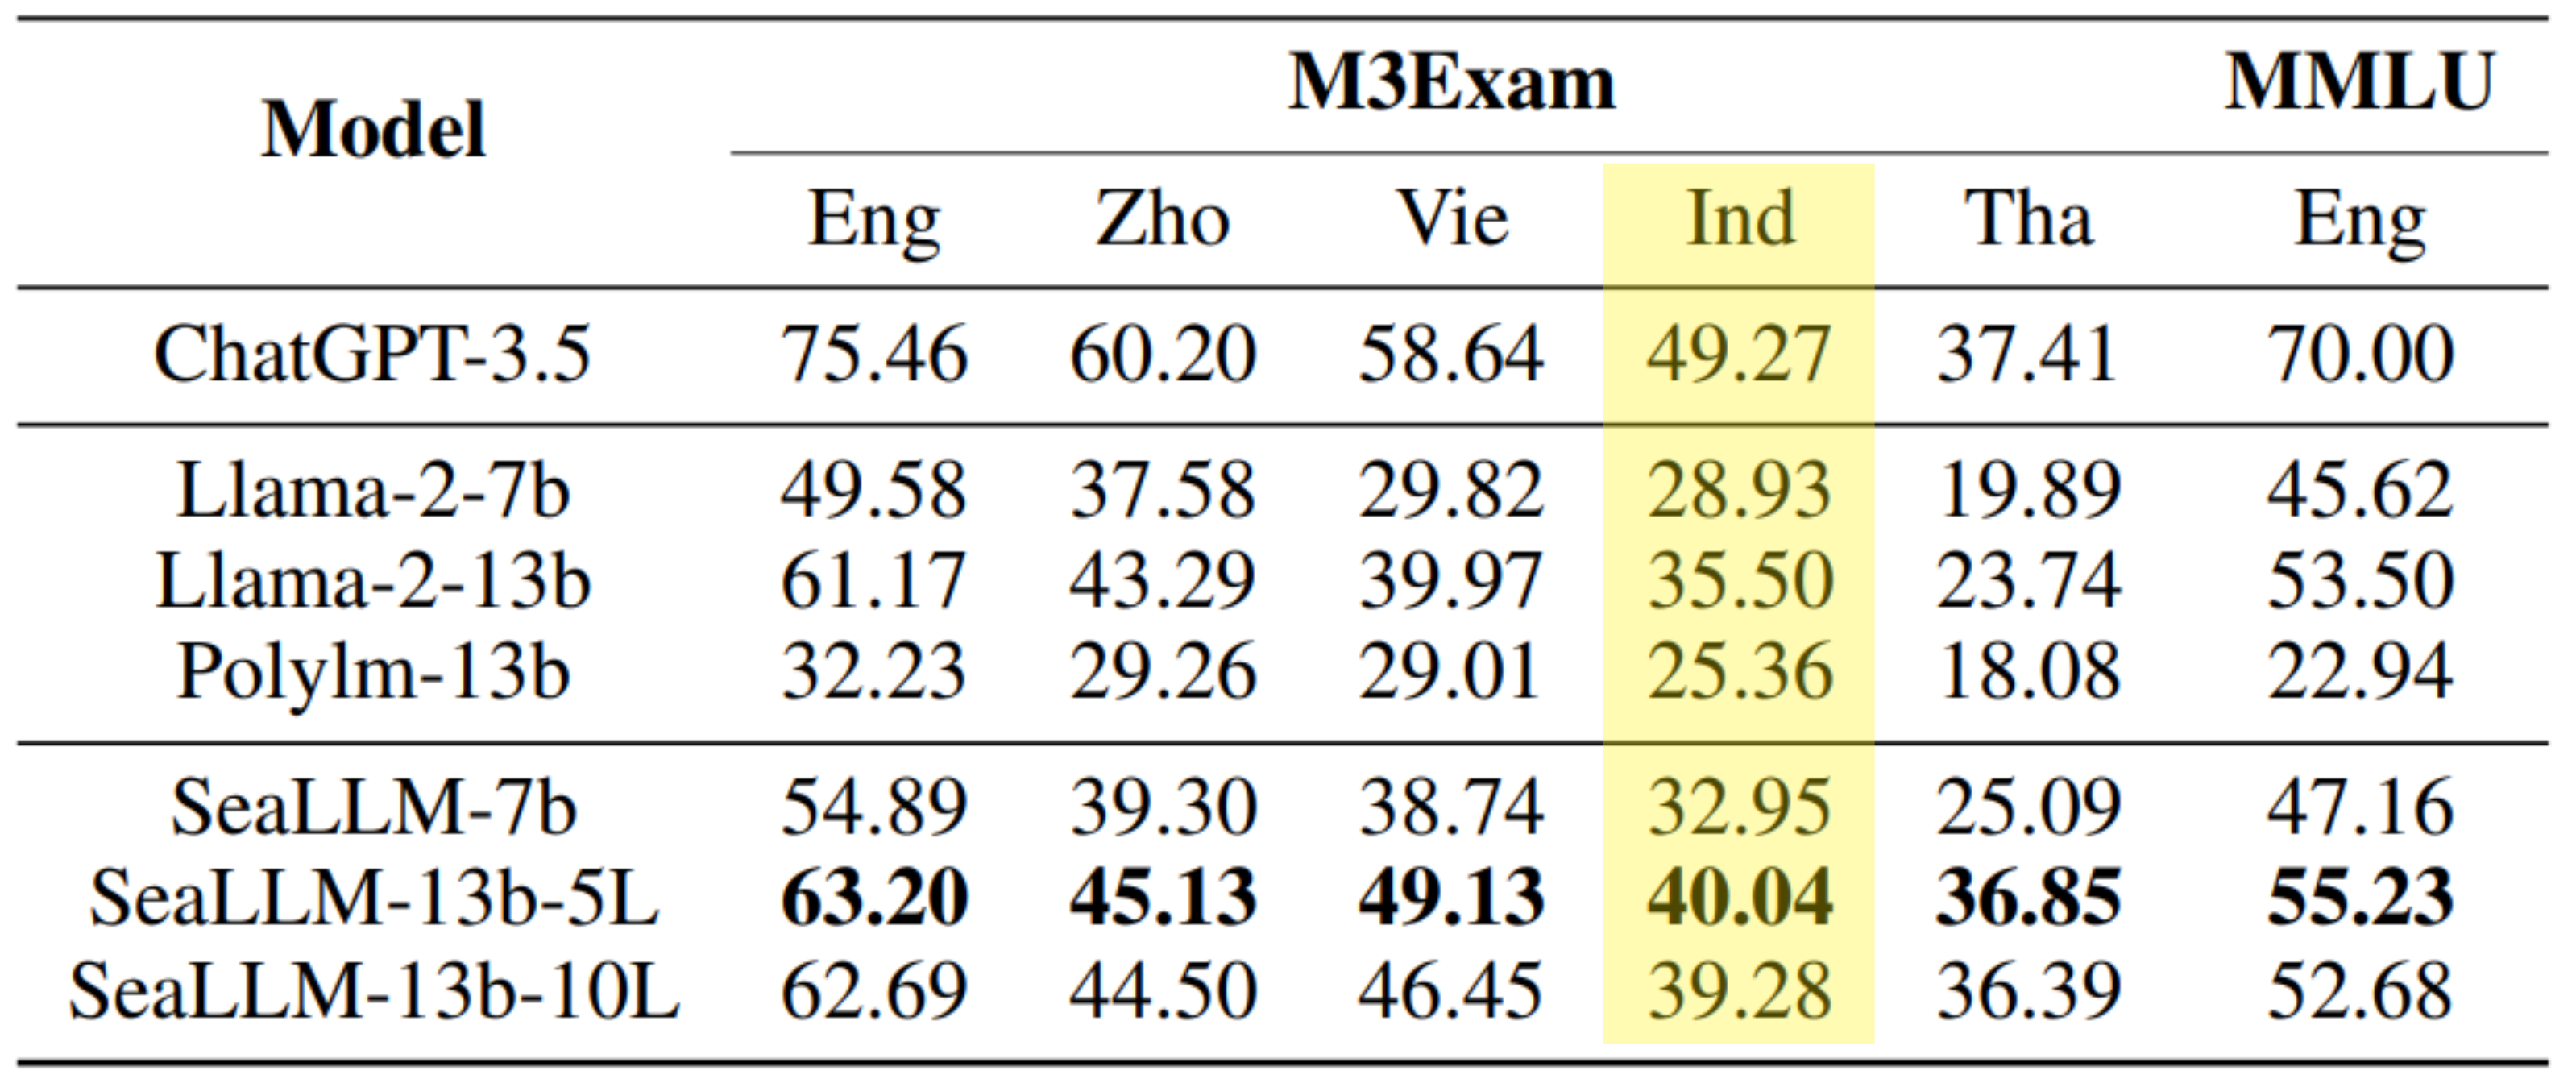 Model M3Exam MMLU
Eng Zho Vie Ind Tha Eng
ChatGPT-3.5 75.46 60.20 58.64 49.27 37.41 70.00
Llama-2-7b 49.58 37.58 29.82 28.93 19.89 45.62
Llama-2-13b 61.17 43.29 39.97 35.50 23.74 53.50
Polylm-13b 32.23 29.26 29.01 25.36 18.08 22.94
SeaLLM-7b 54.89 39.30 38.74 32.95 25.09 47.16
SeaLLM-13b-5L 63.20 45.13 49.13 40.04 36.85 55.23
SeaLLM-13b-10L 62.69 44.50 46.45 39.28 36.39 52.68